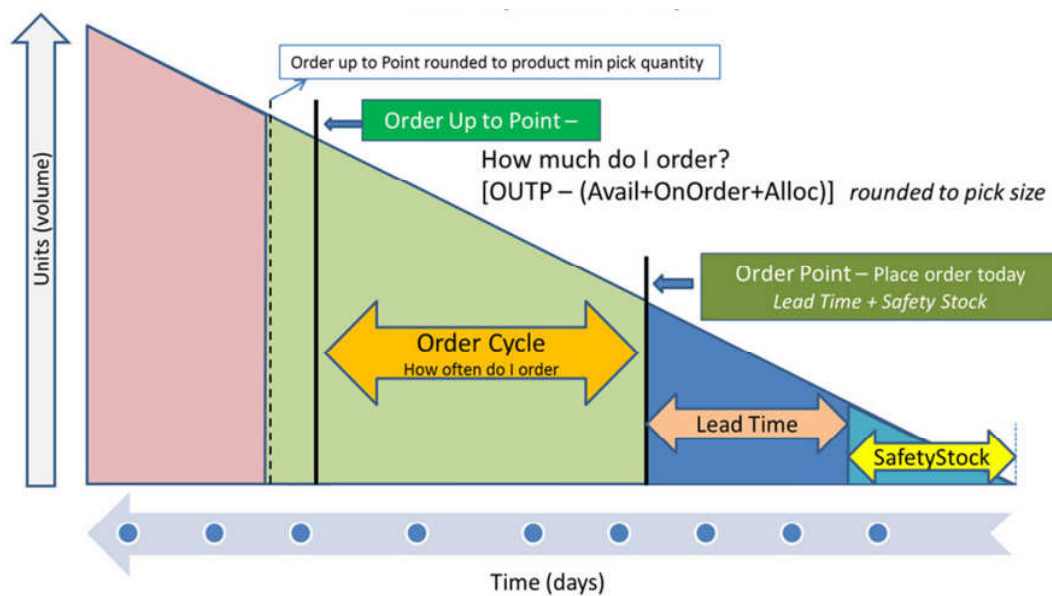 Order up to Point rounded to product min pick quantity
Order Up to Point –
How much do I order?
[OUTP – (Avail+OnOrder+Alloc)] rounded to pick size
Units (volume)
Order Point – Place order today
Lead Time + Safety Stock
Order Cycle
How often do I order
Lead Time
SafetyStock
Time (days)